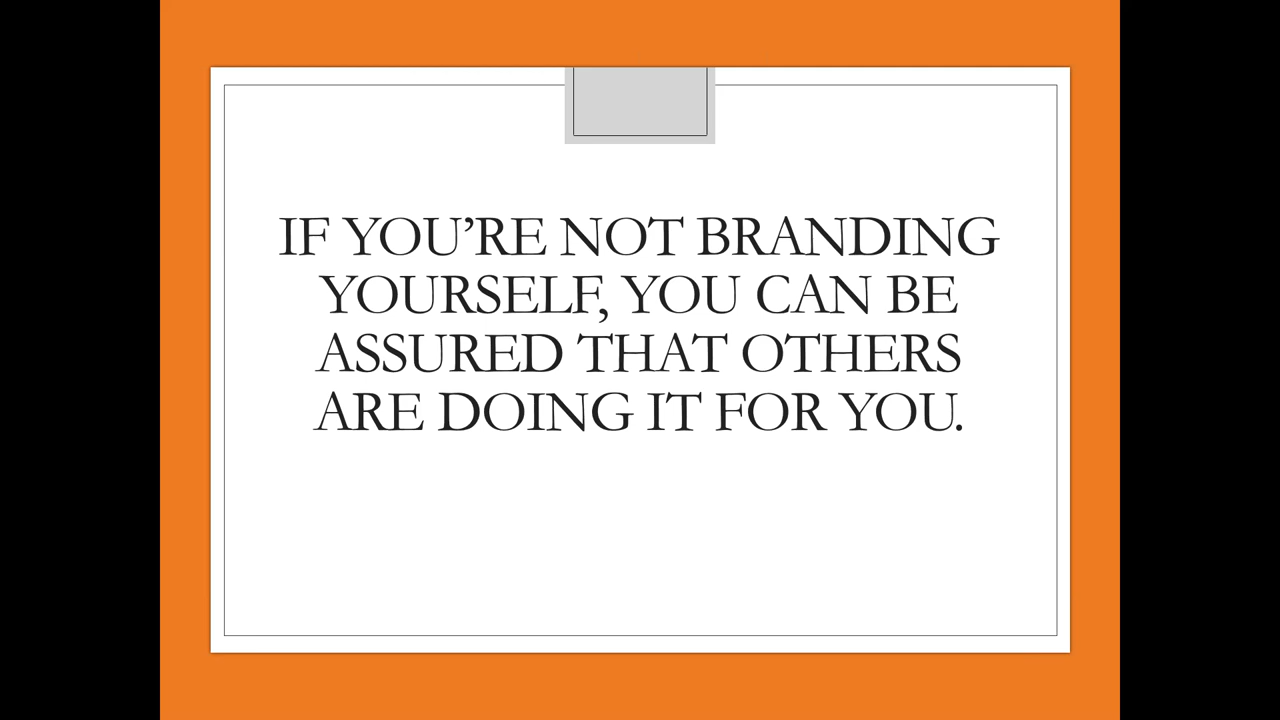 IF YOU’RE NOT BRANDING
YOURSELF, YOU CAN BE
ASSURED THAT OTHERS
ARE DOING IT FOR YOU.